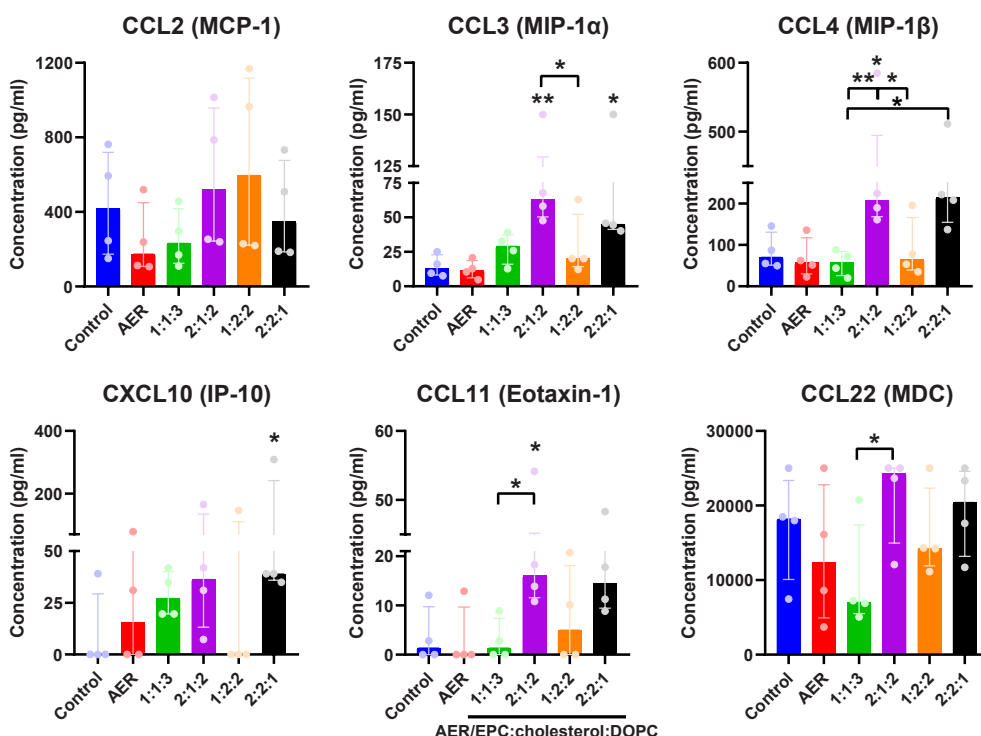 CCL2 (MCP-1)
Concentration (pg/ml)
1200
800
400
0
Control
AER
1:1:3
2:1:2
1:2:2
2:2:1
CCL3 (MIP-1α)
Concentration (pg/ml)
175
150
125
75
50
25
0
*
**
*
Control
AER
1:1:3
2:1:2
1:2:2
2:2:1
CCL4 (MIP-1β)
Concentration (pg/ml)
600
500
200
100
0
*
** *
*
Control
AER
1:1:3
2:1:2
1:2:2
2:2:1
CXCL10 (IP-10)
Concentration (pg/ml)
400
200
50
25
0
*
Control
AER
1:1:3
2:1:2
1:2:2
2:2:1
CCL11 (Eotaxin-1)
Concentration (pg/ml)
60
50
20
10
0
*
*
Control
AER
1:1:3
2:1:2
1:2:2
2:2:1
AER/EPC:cholesterol:DOPC
CCL22 (MDC)
Concentration (pg/ml)
30000
20000
10000
0
*
Control
AER
1:1:3
2:1:2
1:2:2
2:2:1